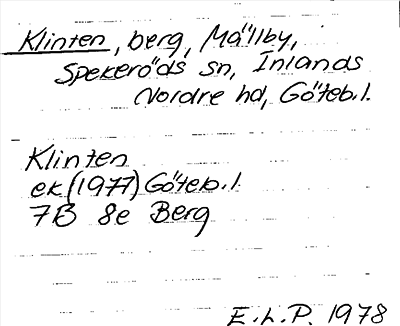 Klinten, berg, Mällby,
Spekeröds sn, Inlands
Nordre hd, Göteb.l.
Klinten
ek (1977) Göteb.l.
7B 8e Berg
E.L.P. 1978